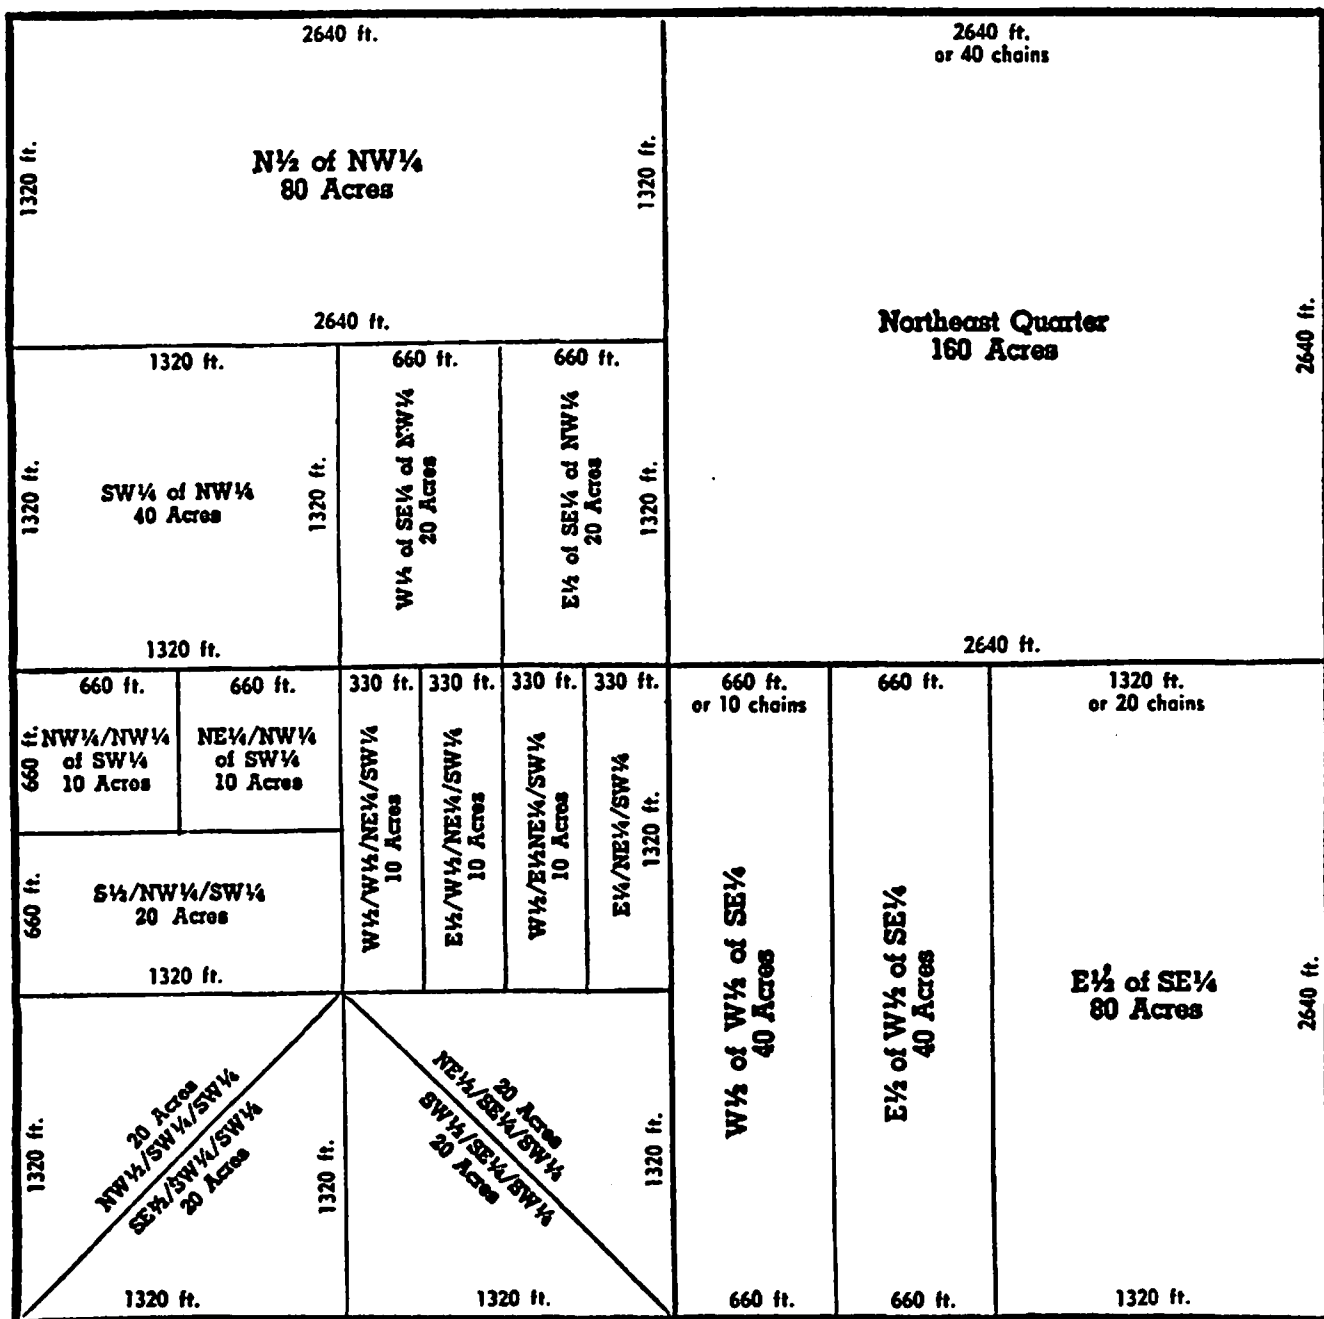 2640 ft.
1320 ft.
N½ of NW¼
80 Acres
1320 ft.
2640 ft.
2640 ft.
or 40 chains
Northeast Quarter
160 Acres
2640 ft.
2640 ft.
1320 ft.
1320 ft.
SW¼ of NW¼
40 Acres
1320 ft.
1320 ft.
660 ft.
W½ of SE¼ of NW¼
20 Acres
660 ft.
E½ of SE¼ of NW¼
20 Acres
1320 ft.
660 ft.
660 ft.
NW¼/NW¼
of SW¼
10 Acres
660 ft.
NE¼/NW¼
of SW¼
10 Acres
660 ft.
S½/NW¼/SW¼
20 Acres
1320 ft.
330 ft.
W½/W½/NE¼/SW¼
10 Acres
330 ft.
E½/W½/NE¼/SW¼
10 Acres
330 ft.
W½/E½NE¼/SW¼
10 Acres
330 ft.
E¼/NE¼/SW¼
1320 ft.
1320 ft.
20 Acres
NW½/SW¼/SW¼
SE½/SW¼/SW¼
20 Acres
1320 ft.
1320 ft.
20 Acres
NE½/SE¼/SW¼
SW½/SE¼/SW¼
20 Acres
1320 ft.
1320 ft.
660 ft.
or 10 chains
W½ of W½ of SE¼
40 Acres
660 ft.
660 ft.
E½ of W½ of SE¼
40 Acres
660 ft.
1320 ft.
or 20 chains
E½ of SE¼
80 Acres
2640 ft.
1320 ft.